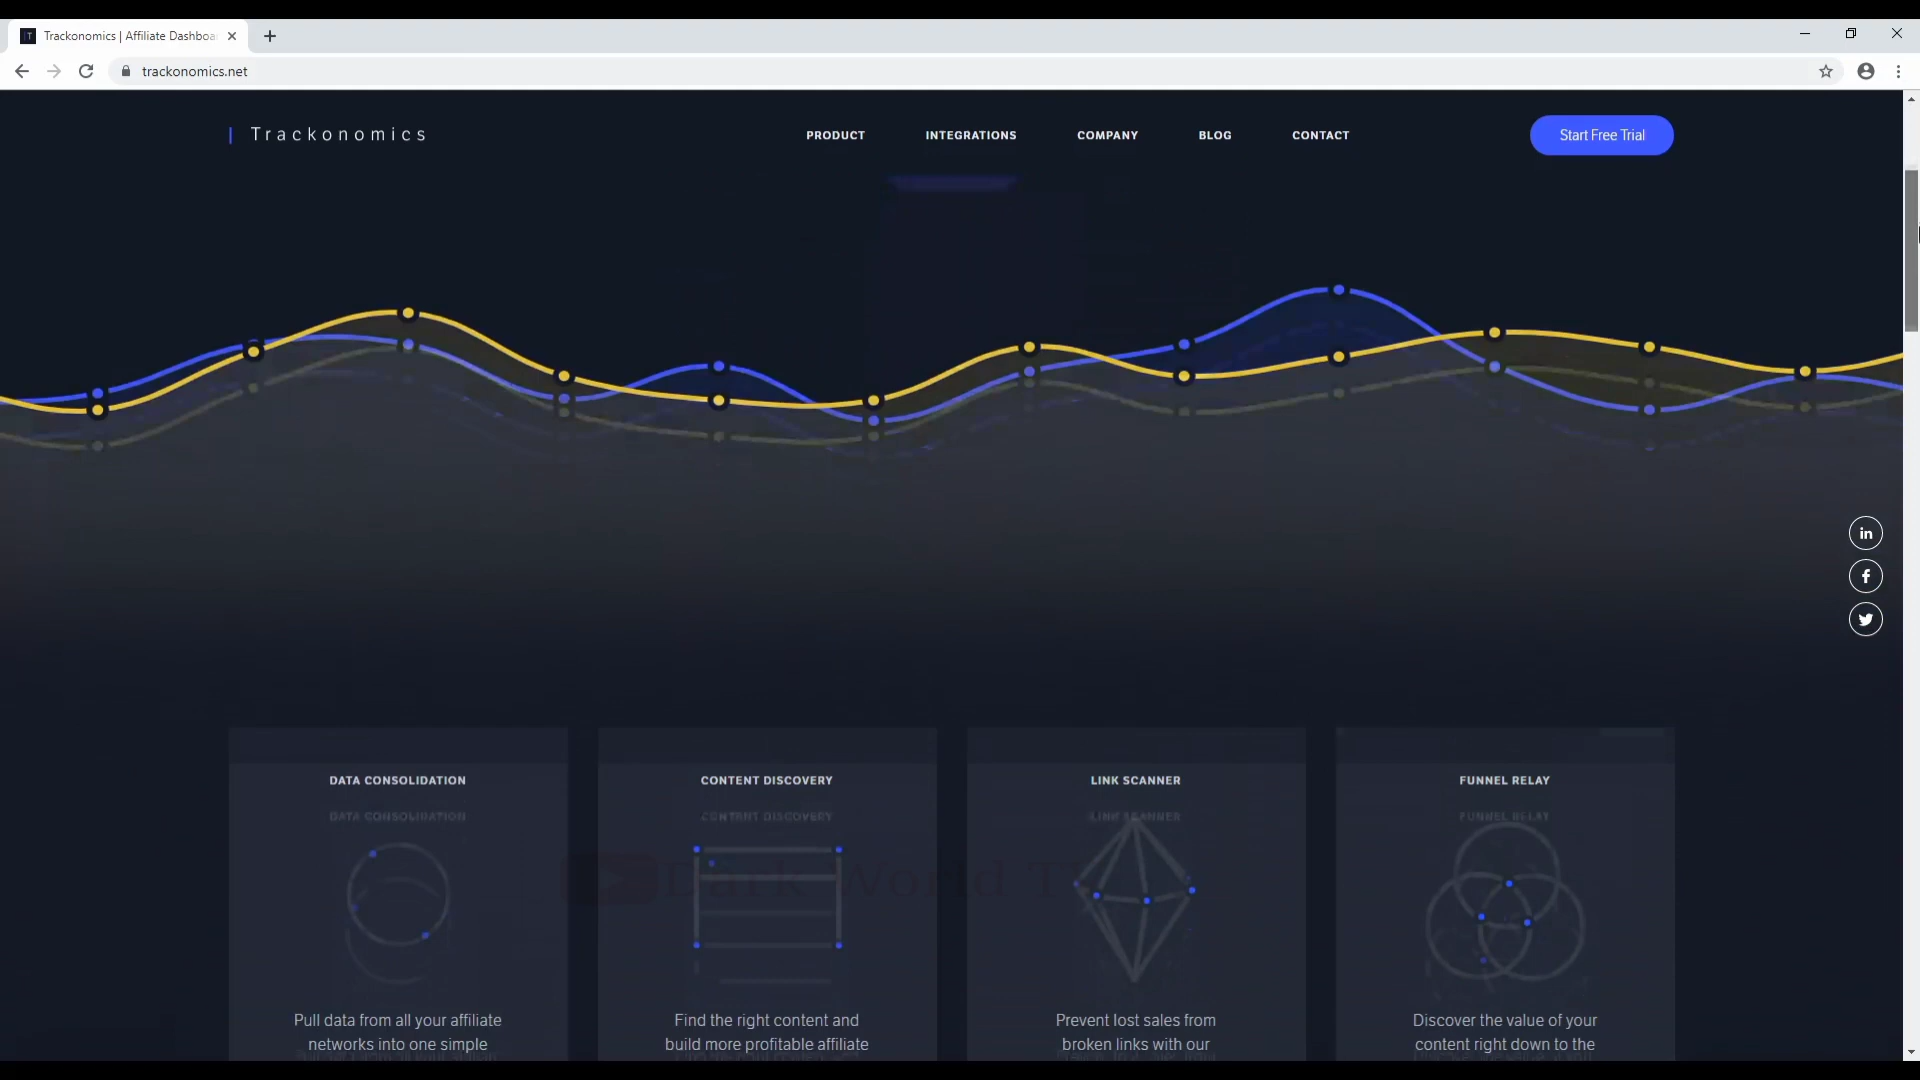 Trackonomics | Affiliate Dashboa
trackonomics.net
Trackonomics
PRODUCT
INTEGRATIONS
COMPANY
BLOG
CONTACT
Start Free Trial
DATA CONSOLIDATION
CONTENT DISCOVERY
LINK SCANNER
FUNNEL RELAY
Dark World T
Pull data from all your affiliate
networks into one simple
Find the right content and
build more profitable affiliate
Prevent lost sales from
broken links with our
Discover the value of your
content right down to the